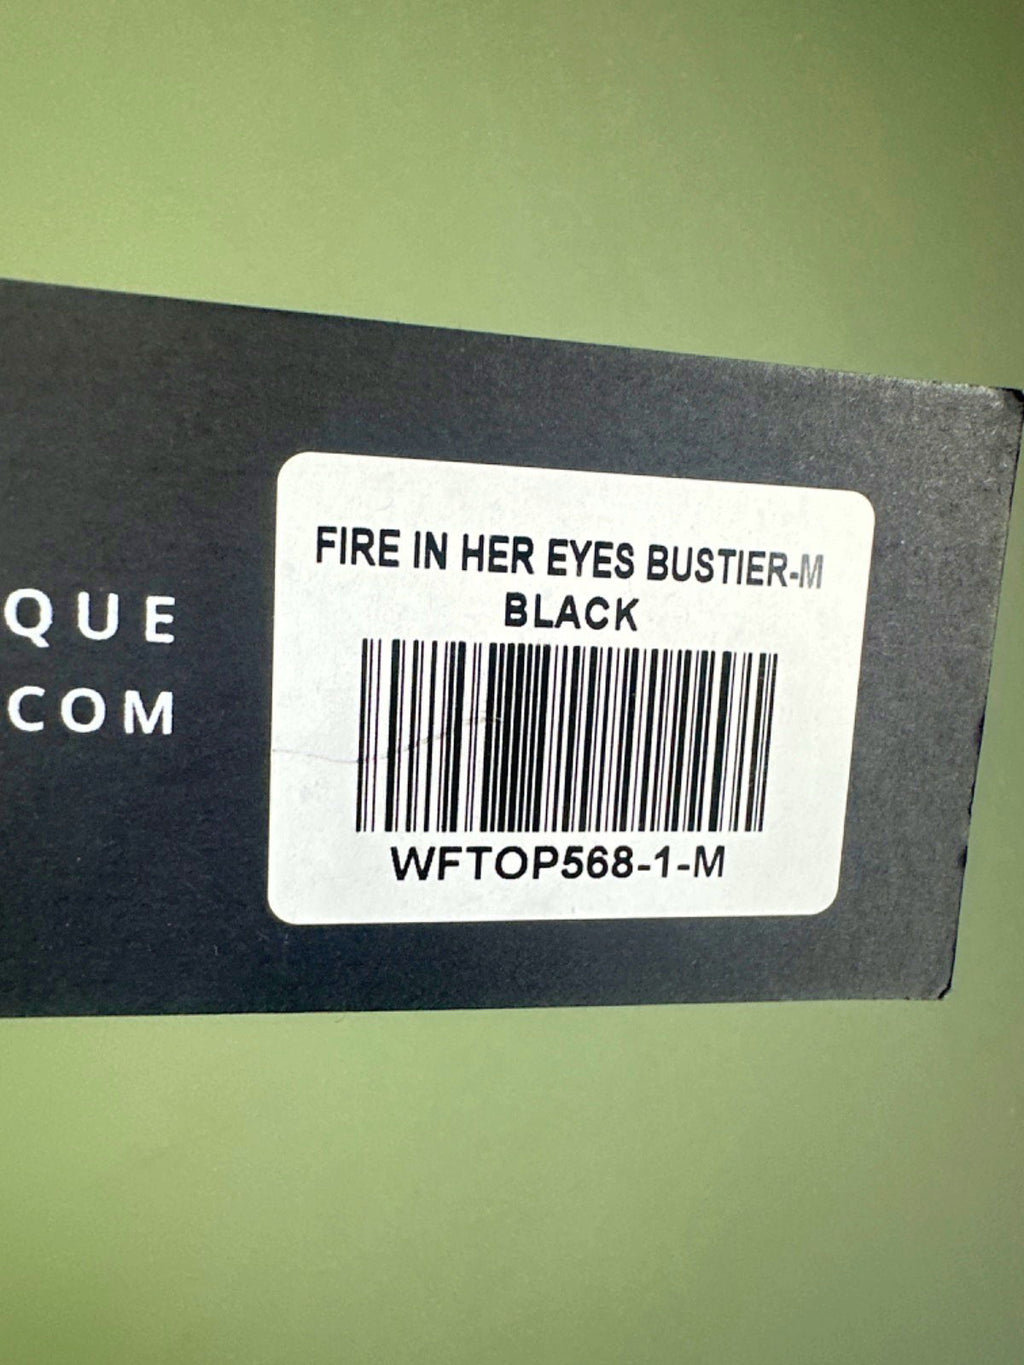 QUE
COM
FIRE IN HER EYES BUSTIER-M
BLACK
WFTOP568-1-M